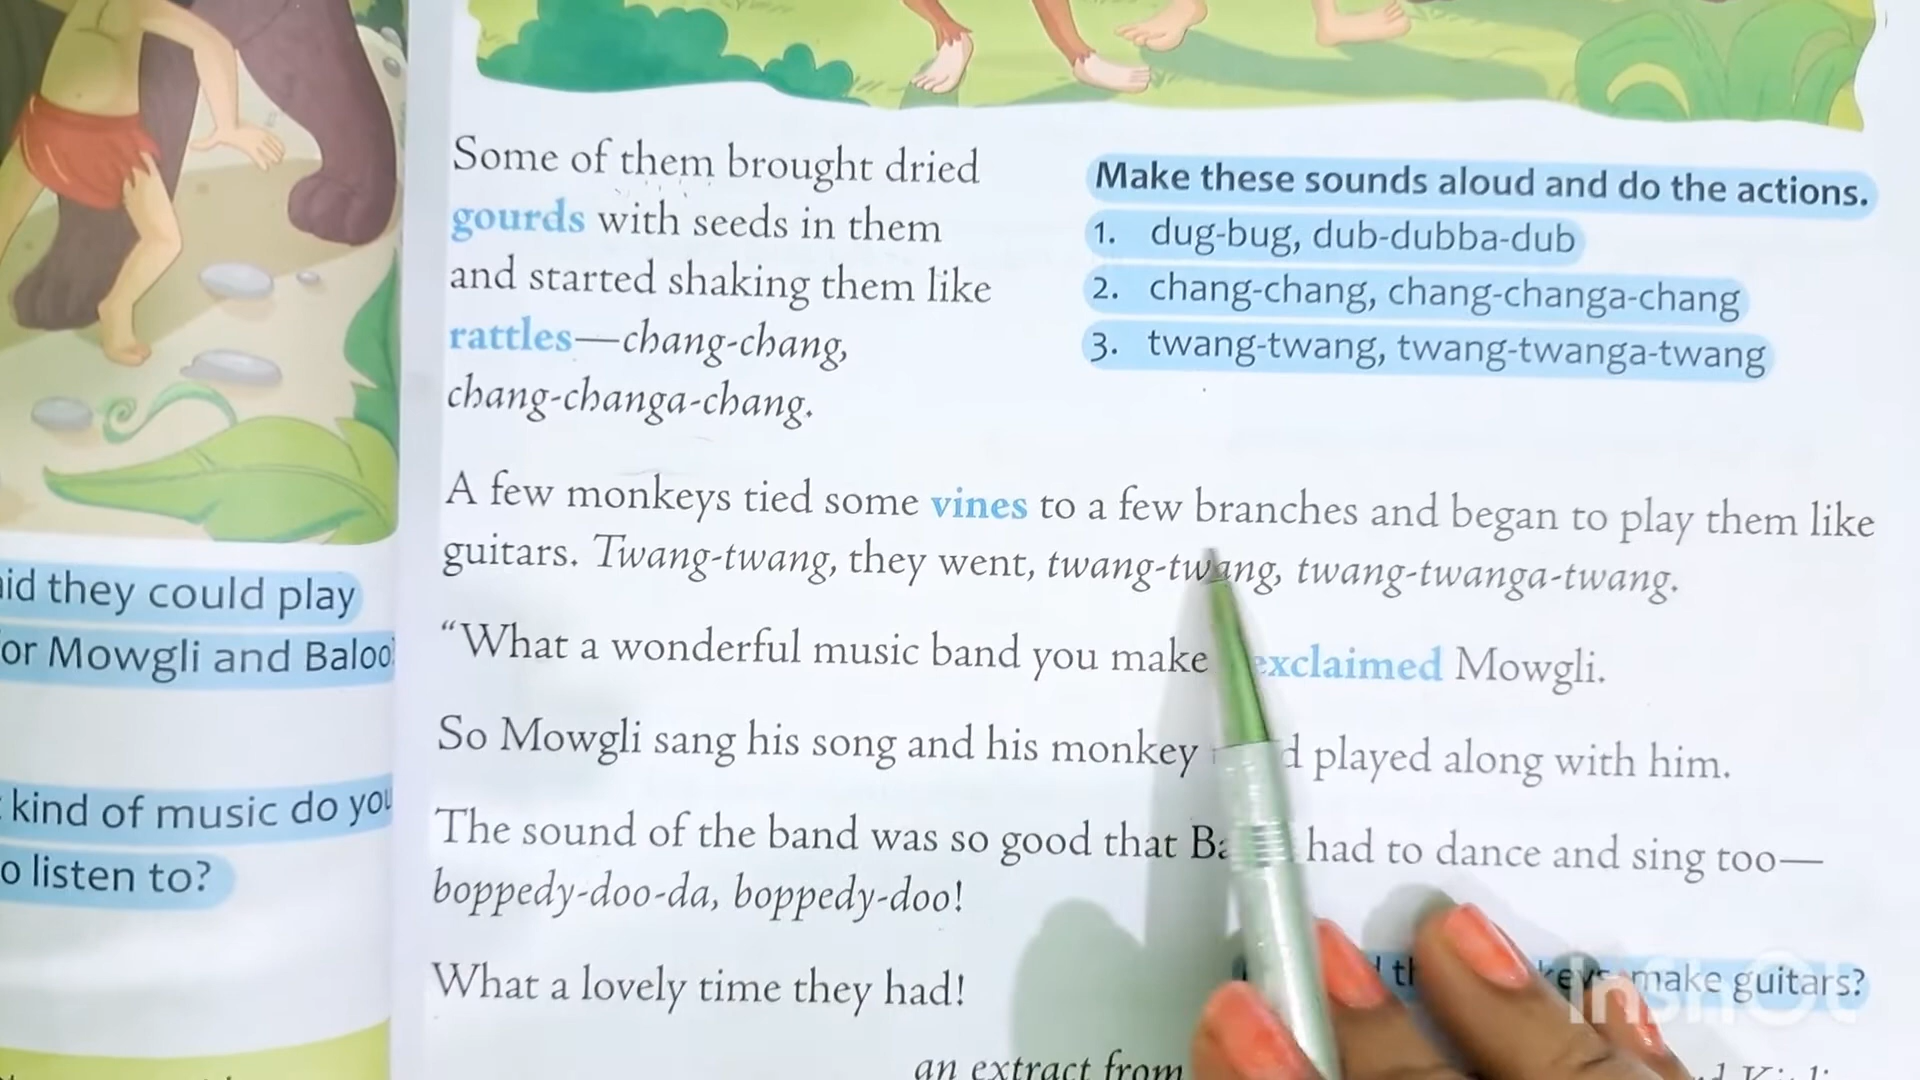 Some of them brought dried
gourds with seeds in them
and started shaking them like
rattles—chang-chang,
chang-changa-chang.
Make these sounds aloud and do the actions.
1. dug-bug, dub-dubba-dub
2. chang-chang, chang-changa-chang
3. twang-twang, twang-twanga-twang
A few monkeys tied some vines to a few branches and began to play them like
guitars. Twang-twang, they went, twang-twang, twang-twanga-twang.
“What a wonderful music band you make exclaimed Mowgli.
So Mowgli sang his song and his monkey played along with him.
The sound of the band was so good that had to dance and sing too—
boppedy-doo-da, boppedy-doo!
What a lovely time they had!
make guitars?
an extract from
they could play
or Mowgli and Baloo
kind of music do you
listen to?
InShOt